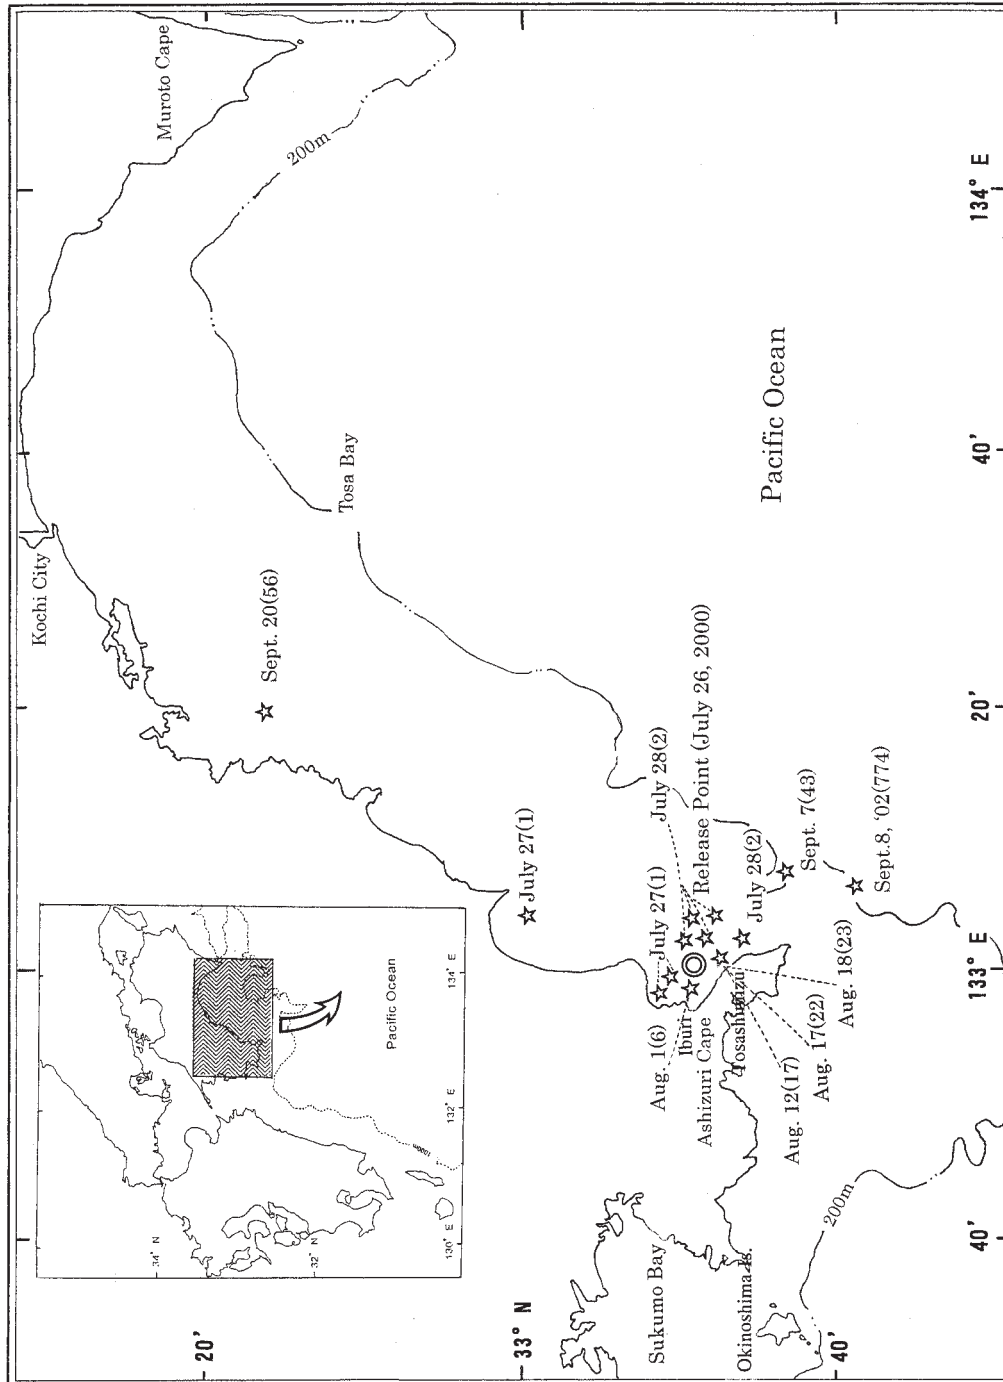 Muroto Cape
200m
134° E
Kochi City
Tosa Bay
40'
Pacific Ocean
Sept. 20(56)
20'
July 27(1)
July 28(2)
Release Point (July 26, 2000)
July 27(1)
July 28(2)
Sept. 7(43)
Sept.8, '02(774)
133° E
Aug. 1(6)
Iburi
Ashizuri Cape
Tosashimizu
Aug. 18(23)
Aug. 17(22)
Aug. 12(17)
Sukumo Bay
Okinoshima Is.
200m
40'
20'
33° N
40'
34° N
32° N
130° E
132° E
134° E
Pacific Ocean